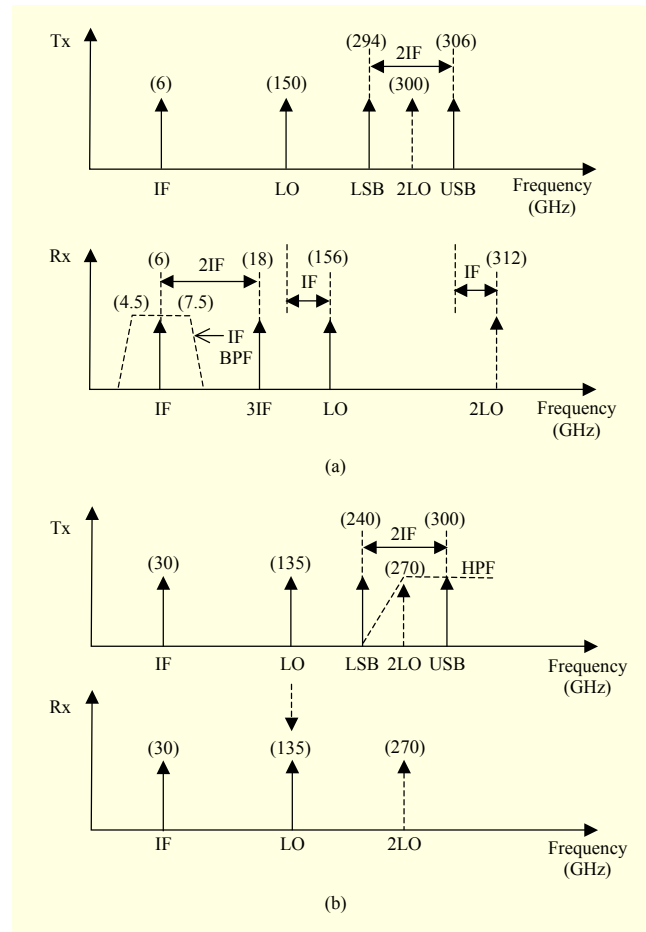 Tx
(294) (306)
2IF
(6) (150) (300)
IF LO LSB 2LO USB Frequency
(GHz)
Rx
(6) 2IF (18) IF (156) IF (312)
(4.5) (7.5)
IF
BPF
IF 3IF LO 2LO Frequency
(GHz)
(a)
Tx
(240) (300)
2IF
(30) (135) (270) HPF
IF LO LSB 2LO USB Frequency
(GHz)
Rx
(30) (135) (270)
IF LO 2LO Frequency
(GHz)
(b)